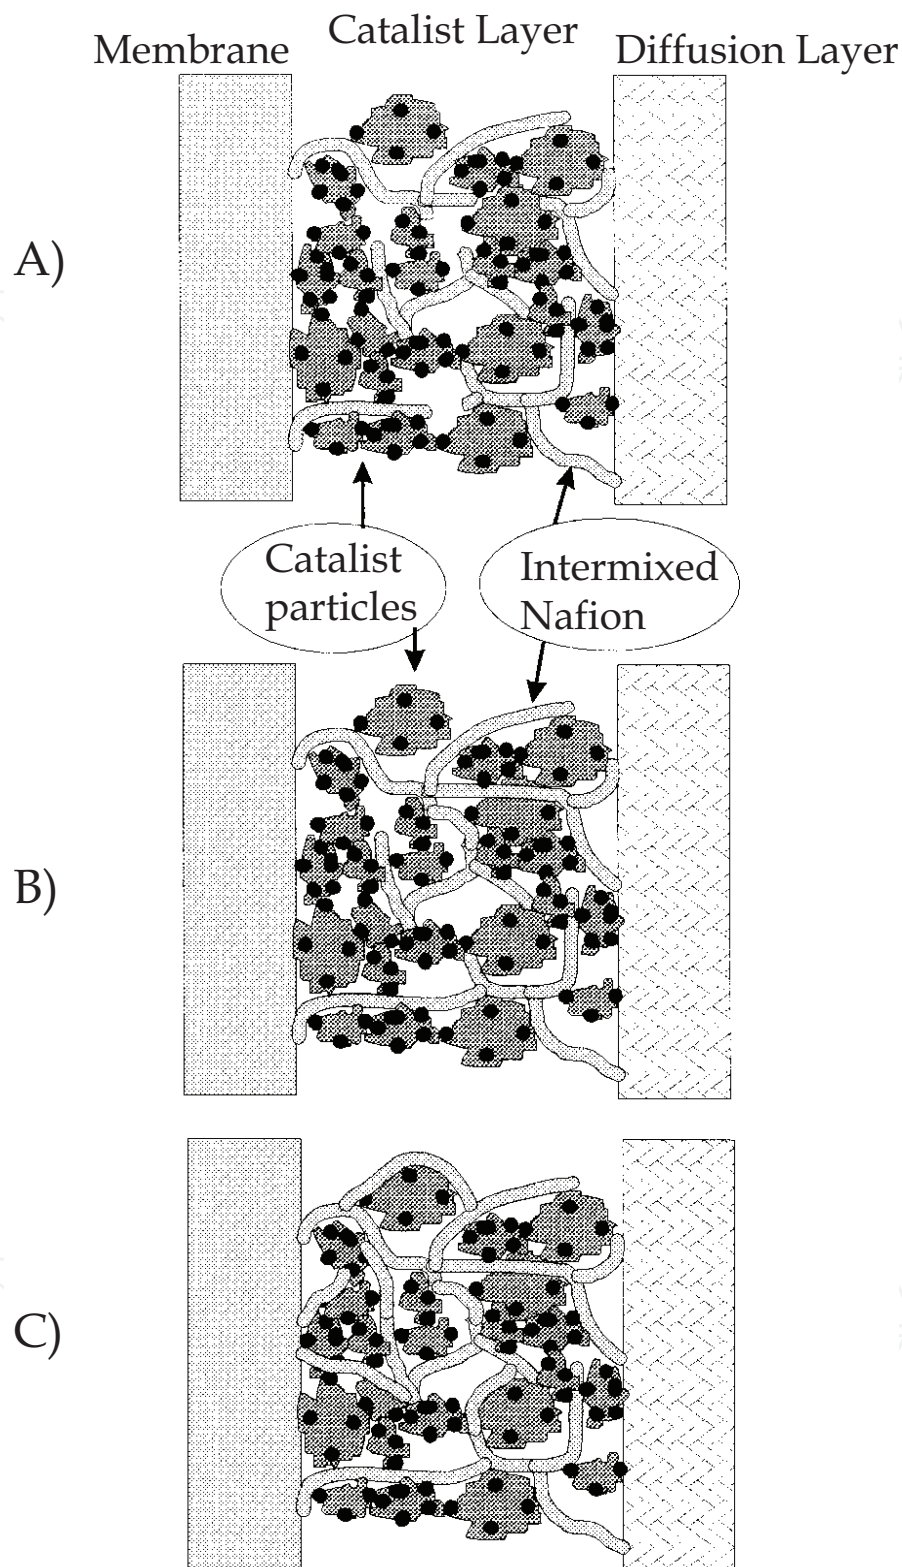 Membrane
Catalist Layer
Diffusion Layer
A)
Catalist
particles
Intermixed
Nafion
B)
C)